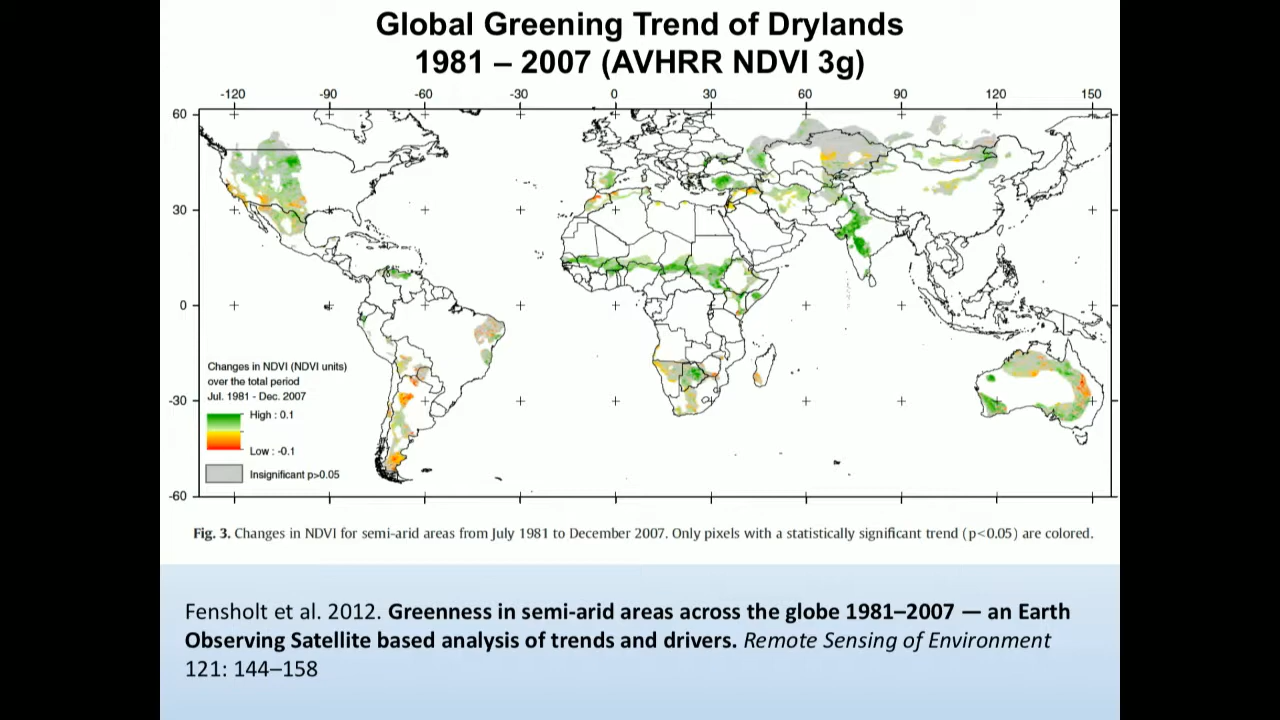 Global Greening Trend of Drylands
1981 – 2007 (AVHRR NDVI 3g)
-120 -90 -60 -30 0 30 60 90 120 150
60
30
0
-30
-60
Changes in NDVI (NDVI units)
over the total period
Jul. 1981 - Dec. 2007
High : 0.1
Low : -0.1
Insignificant p>0.05
Fig. 3. Changes in NDVI for semi-arid areas from July 1981 to December 2007. Only pixels with a statistically significant trend (p<0.05) are colored.
Fensholt et al. 2012. Greenness in semi-arid areas across the globe 1981–2007 — an Earth
Observing Satellite based analysis of trends and drivers. Remote Sensing of Environment
121: 144–158